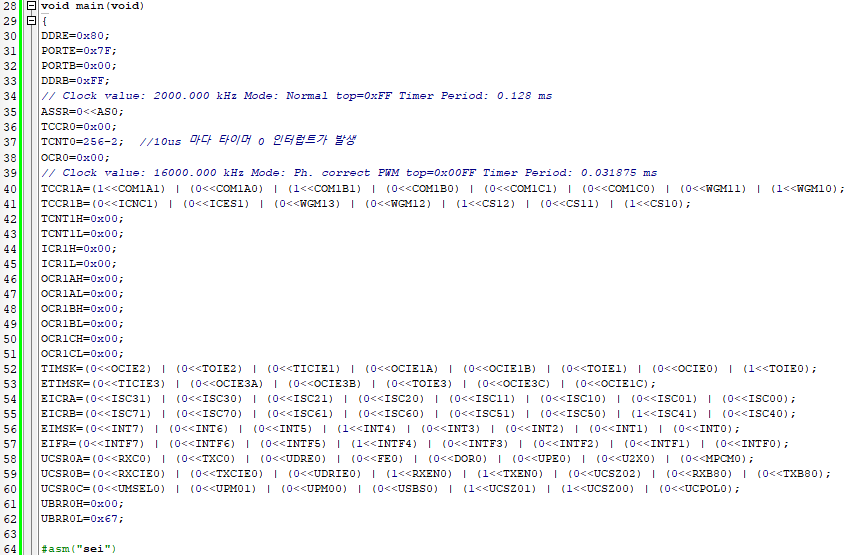 28 void main(void)
29 {
30 DDRE=0x80;
31 PORTE=0x7F;
32 PORTB=0x00;
33 DDRB=0xFF;
34 // Clock value: 2000.000 kHz Mode: Normal top=0xFF Timer Period: 0.128 ms
35 ASSR=0<<AS0;
36 TCCR0=0x00;
37 TCNT0=256-2;  //10us 마다 타이머 0 인터럽트가 발생
38 OCR0=0x00;
39 // Clock value: 16000.000 kHz Mode: Ph. correct PWM top=0x00FF Timer Period: 0.031875 ms
40 TCCR1A=(1<<COM1A1) | (0<<COM1A0) | (1<<COM1B1) | (0<<COM1B0) | (0<<COM1C1) | (0<<COM1C0) | (0<<WGM11) | (1<<WGM10);
41 TCCR1B=(0<<ICNC1) | (0<<ICES1) | (0<<WGM13) | (0<<WGM12) | (1<<CS12) | (0<<CS11) | (1<<CS10);
42 TCNT1H=0x00;
43 TCNT1L=0x00;
44 ICR1H=0x00;
45 ICR1L=0x00;
46 OCR1AH=0x00;
47 OCR1AL=0x00;
48 OCR1BH=0x00;
49 OCR1BL=0x00;
50 OCR1CH=0x00;
51 OCR1CL=0x00;
52 TIMSK=(0<<OCIE2) | (0<<TOIE2) | (0<<TICIE1) | (0<<OCIE1A) | (0<<OCIE1B) | (0<<TOIE1) | (0<<OCIE0) | (1<<TOIE0);
53 ETIMSK=(0<<TICIE3) | (0<<OCIE3A) | (0<<OCIE3B) | (0<<TOIE3) | (0<<OCIE3C) | (0<<OCIE1C);
54 EICRA=(0<<ISC31) | (0<<ISC30) | (0<<ISC21) | (0<<ISC20) | (0<<ISC11) | (0<<ISC10) | (0<<ISC01) | (0<<ISC00);
55 EICRB=(0<<ISC71) | (0<<ISC70) | (0<<ISC61) | (0<<ISC60) | (0<<ISC51) | (0<<ISC50) | (1<<ISC41) | (0<<ISC40);
56 EIMSK=(0<<INT7) | (0<<INT6) | (0<<INT5) | (1<<INT4) | (0<<INT3) | (0<<INT2) | (0<<INT1) | (0<<INT0);
57 EIFR=(0<<INTF7) | (0<<INTF6) | (0<<INTF5) | (1<<INTF4) | (0<<INTF3) | (0<<INTF2) | (0<<INTF1) | (0<<INTF0);
58 UCSR0A=(0<<RXC0) | (0<<TXC0) | (0<<UDRE0) | (0<<FE0) | (0<<DOR0) | (0<<UPE0) | (0<<U2X0) | (0<<MPCM0);
59 UCSR0B=(0<<RXCIE0) | (0<<TXCIE0) | (0<<UDRIE0) | (1<<RXEN0) | (1<<TXEN0) | (0<<UCSZ02) | (0<<RXB80) | (0<<TXB80);
60 UCSR0C=(0<<UMSEL0) | (0<<UPM01) | (0<<UPM00) | (0<<USBS0) | (1<<UCSZ01) | (1<<UCSZ00) | (0<<UCPOL0);
61 UBRR0H=0x00;
62 UBRR0L=0x67;
63
64 #asm("sei")